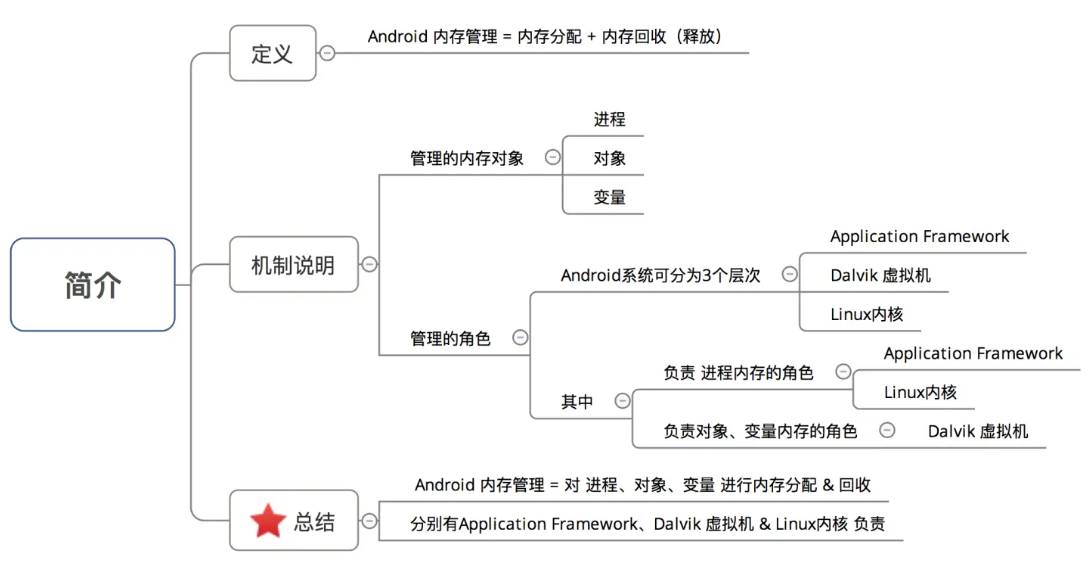 简介
定义
Android 内存管理 = 内存分配 + 内存回收（释放）
机制说明
管理的内存对象
进程
对象
变量
管理的角色
Android系统可分为3个层次
Application Framework
Dalvik 虚拟机
Linux内核
其中
负责 进程内存的角色
Application Framework
Linux内核
负责对象、变量内存的角色
Dalvik 虚拟机
总结
Android 内存管理 = 对 进程、对象、变量 进行内存分配 & 回收
分别有Application Framework、Dalvik 虚拟机 & Linux内核 负责